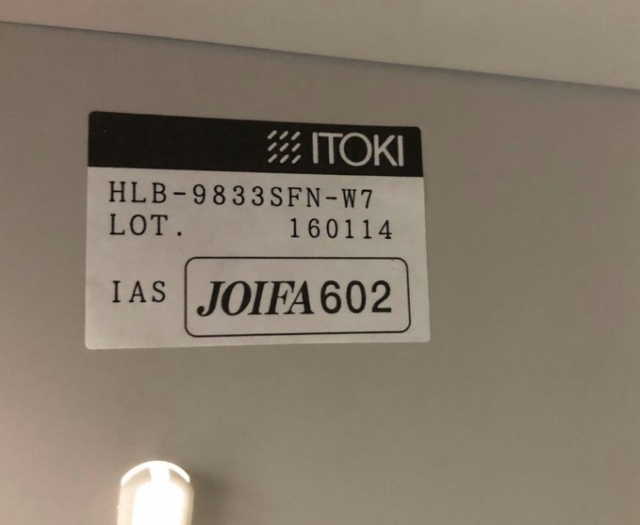 ITOKI
HLB-9833SFN-W7
LOT. 160114
IAS JOIFA602